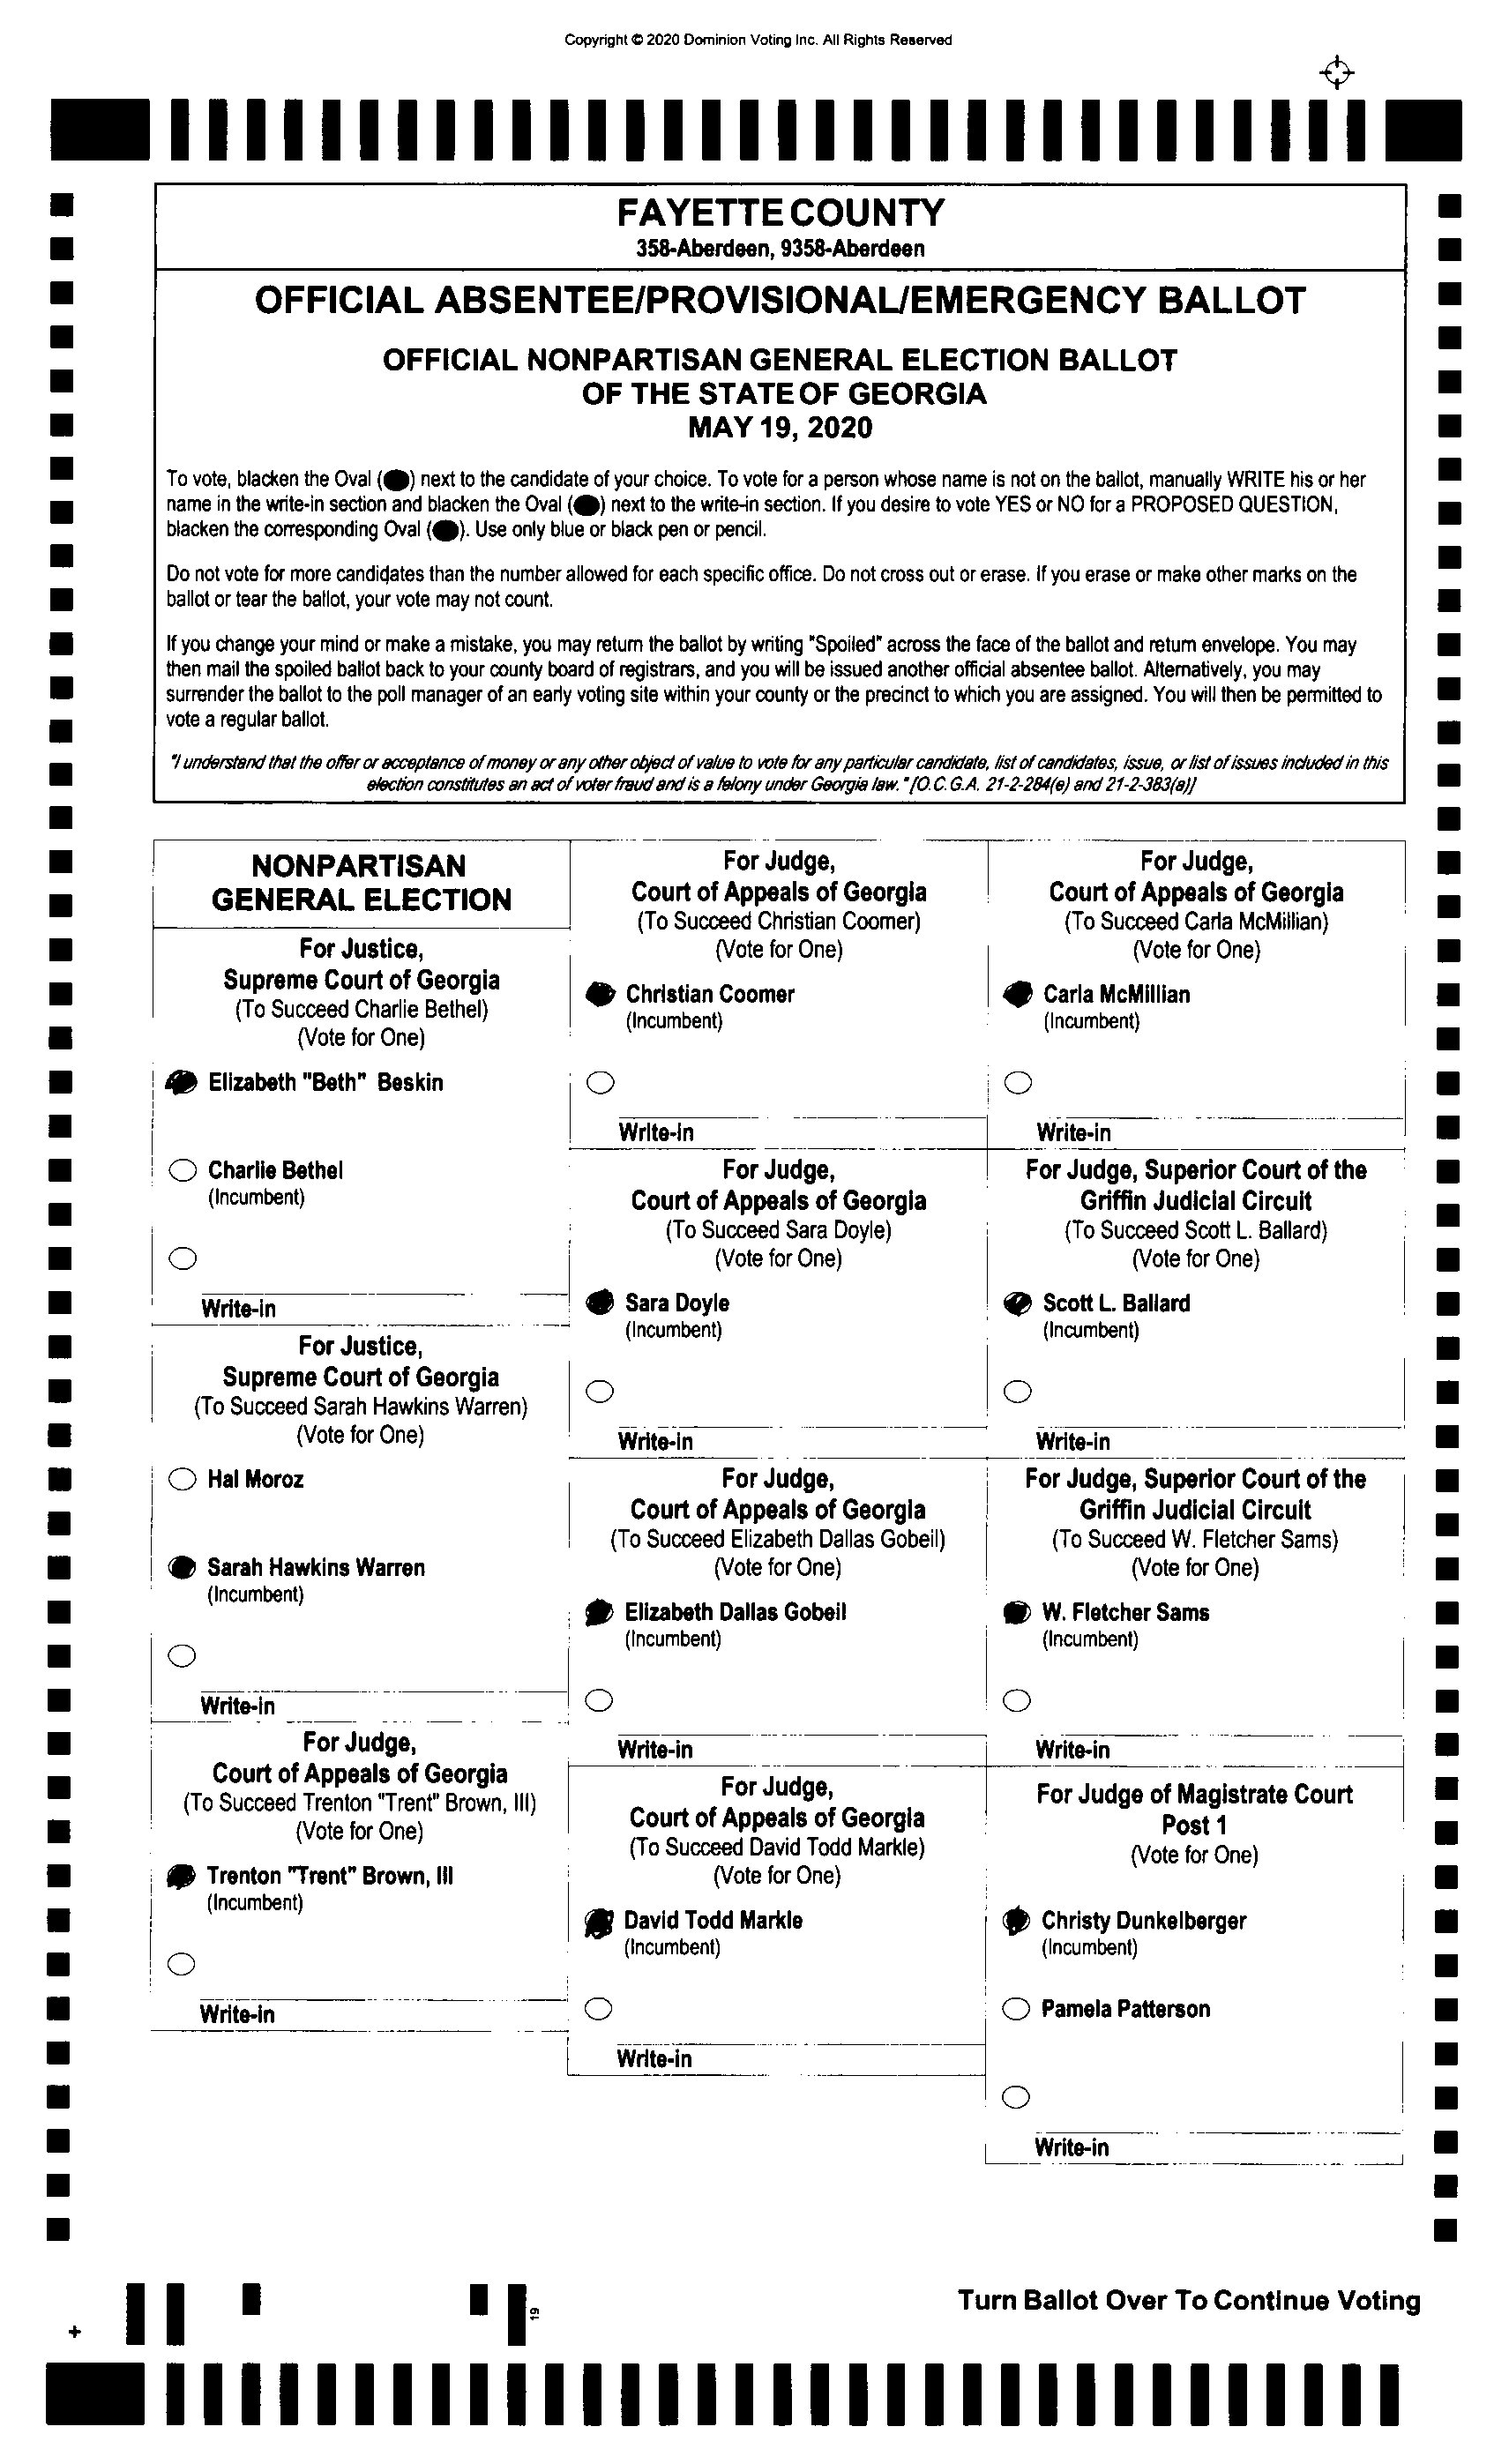 Copyright © 2020 Dominion Voting Inc. All Rights Reserved
FAYETTE COUNTY
358-Aberdeen, 9358-Aberdeen
OFFICIAL ABSENTEE/PROVISIONAL/EMERGENCY BALLOT
OFFICIAL NONPARTISAN GENERAL ELECTION BALLOT
OF THE STATE OF GEORGIA
MAY 19, 2020
To vote, blacken the Oval ( ) next to the candidate of your choice. To vote for a person whose name is not on the ballot, manually WRITE his or her
name in the write-in section and blacken the Oval ( ) next to the write-in section. If you desire to vote YES or NO for a PROPOSED QUESTION,
blacken the corresponding Oval ( ). Use only blue or black pen or pencil.
Do not vote for more candidates than the number allowed for each specific office. Do not cross out or erase. If you erase or make other marks on the
ballot or tear the ballot, your vote may not count.
If you change your mind or make a mistake, you may return the ballot by writing "Spoiled" across the face of the ballot and return envelope. You may
then mail the spoiled ballot back to your county board of registrars, and you will be issued another official absentee ballot. Alternatively, you may
surrender the ballot to the poll manager of an early voting site within your county or the precinct to which you are assigned. You will then be permitted to
vote a regular ballot.
"I understand that the offer or acceptance of money or any other object of value to vote for any particular candidate, list of candidates, issue, or list of issues included in this
election constitutes an act of voter fraud and is a felony under Georgia law." [O.C.G.A. 21-2-284(e) and 21-2-383(a)]
NONPARTISAN
GENERAL ELECTION
For Justice,
Supreme Court of Georgia
(To Succeed Charlie Bethel)
(Vote for One)
Elizabeth "Beth" Beskin
Charlie Bethel
(Incumbent)
Write-in
For Justice,
Supreme Court of Georgia
(To Succeed Sarah Hawkins Warren)
(Vote for One)
Hal Moroz
Sarah Hawkins Warren
(Incumbent)
Write-in
For Judge,
Court of Appeals of Georgia
(To Succeed Trenton "Trent" Brown, III)
(Vote for One)
Trenton "Trent" Brown, III
(Incumbent)
Write-in
For Judge,
Court of Appeals of Georgia
(To Succeed Christian Coomer)
(Vote for One)
Christian Coomer
(Incumbent)
Write-in
For Judge,
Court of Appeals of Georgia
(To Succeed Sara Doyle)
(Vote for One)
Sara Doyle
(Incumbent)
Write-in
For Judge,
Court of Appeals of Georgia
(To Succeed Elizabeth Dallas Gobeil)
(Vote for One)
Elizabeth Dallas Gobeil
(Incumbent)
Write-in
For Judge,
Court of Appeals of Georgia
(To Succeed David Todd Markle)
(Vote for One)
David Todd Markle
(Incumbent)
Write-in
For Judge,
Court of Appeals of Georgia
(To Succeed Carla McMillian)
(Vote for One)
Carla McMillian
(Incumbent)
Write-in
For Judge, Superior Court of the
Griffin Judicial Circuit
(To Succeed Scott L. Ballard)
(Vote for One)
Scott L. Ballard
(Incumbent)
Write-in
For Judge, Superior Court of the
Griffin Judicial Circuit
(To Succeed W. Fletcher Sams)
(Vote for One)
W. Fletcher Sams
(Incumbent)
Write-in
For Judge of Magistrate Court
Post 1
(Vote for One)
Christy Dunkelberger
(Incumbent)
Pamela Patterson
Write-in
19
Turn Ballot Over To Continue Voting